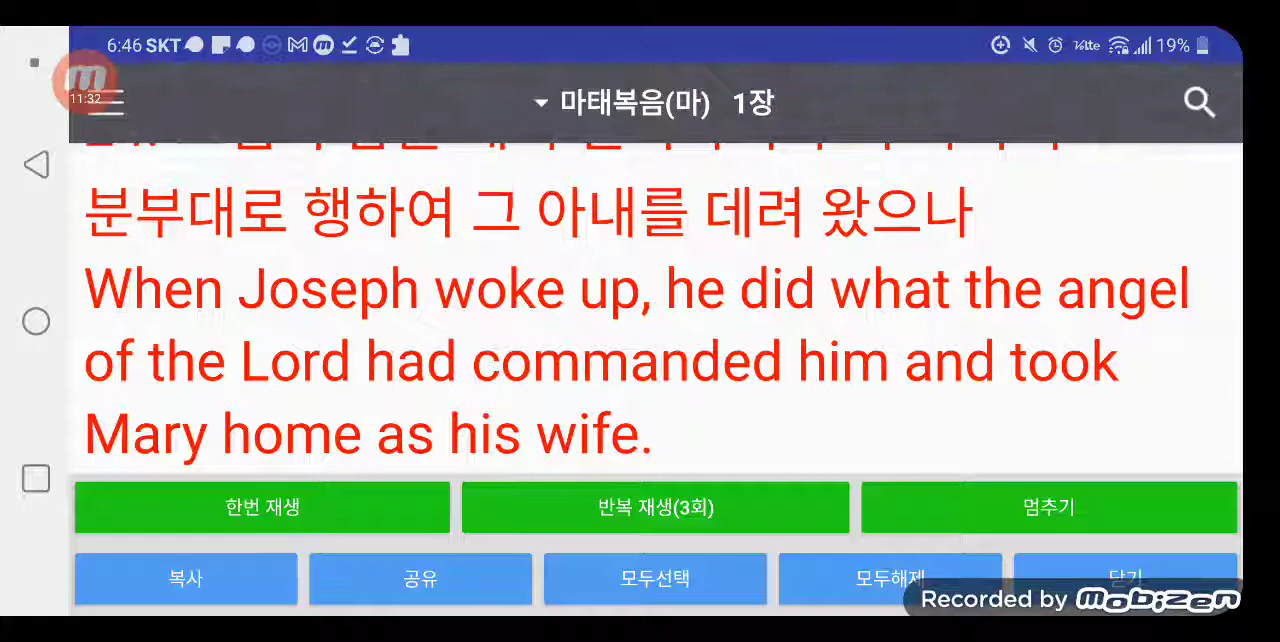 6:46 SKT
VoLTE
19%
11:32
마태복음(마) 1장
분부대로 행하여 그 아내를 데려 왔으나
When Joseph woke up, he did what the angel
of the Lord had commanded him and took
Mary home as his wife.
한번 재생 반복 재생(3회) 멈추기
복사 공유 모두선택 모두해제 닫기
Recorded by mobizen